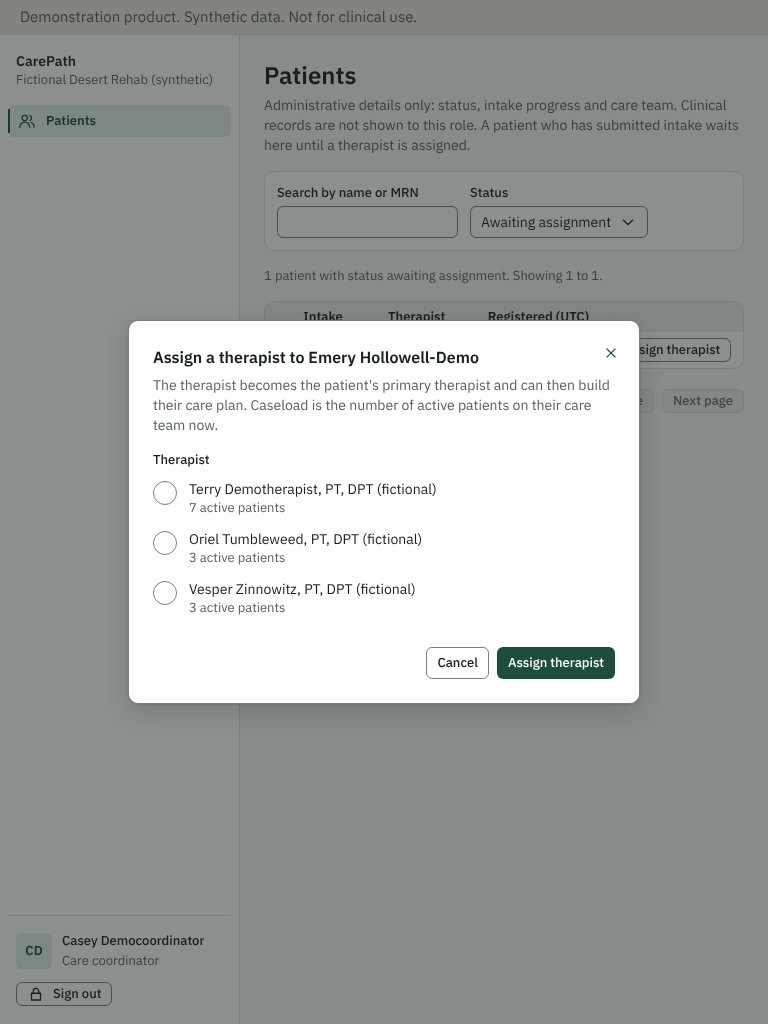 Demonstration product. Synthetic data. Not for clinical use.
CarePath
Fictional Desert Rehab (synthetic)
Patients
Patients
Administrative details only: status, intake progress and care team. Clinical
records are not shown to this role. A patient who has submitted intake waits
here until a therapist is assigned.
Search by name or MRN
Status
Awaiting assignment
1 patient with status awaiting assignment. Showing 1 to 1.
Intake
Therapist
Registered (UTC)
therapist
Next page
Assign a therapist to Emery Hollowell-Demo
The therapist becomes the patient's primary therapist and can then build
their care plan. Caseload is the number of active patients on their care
team now.
Therapist
Terry Demotherapist, PT, DPT (fictional)
7 active patients
Oriel Tumbleweed, PT, DPT (fictional)
3 active patients
Vesper Zinnowitz, PT, DPT (fictional)
3 active patients
Cancel
Assign therapist
CD
Casey Democoordinator
Care coordinator
Sign out